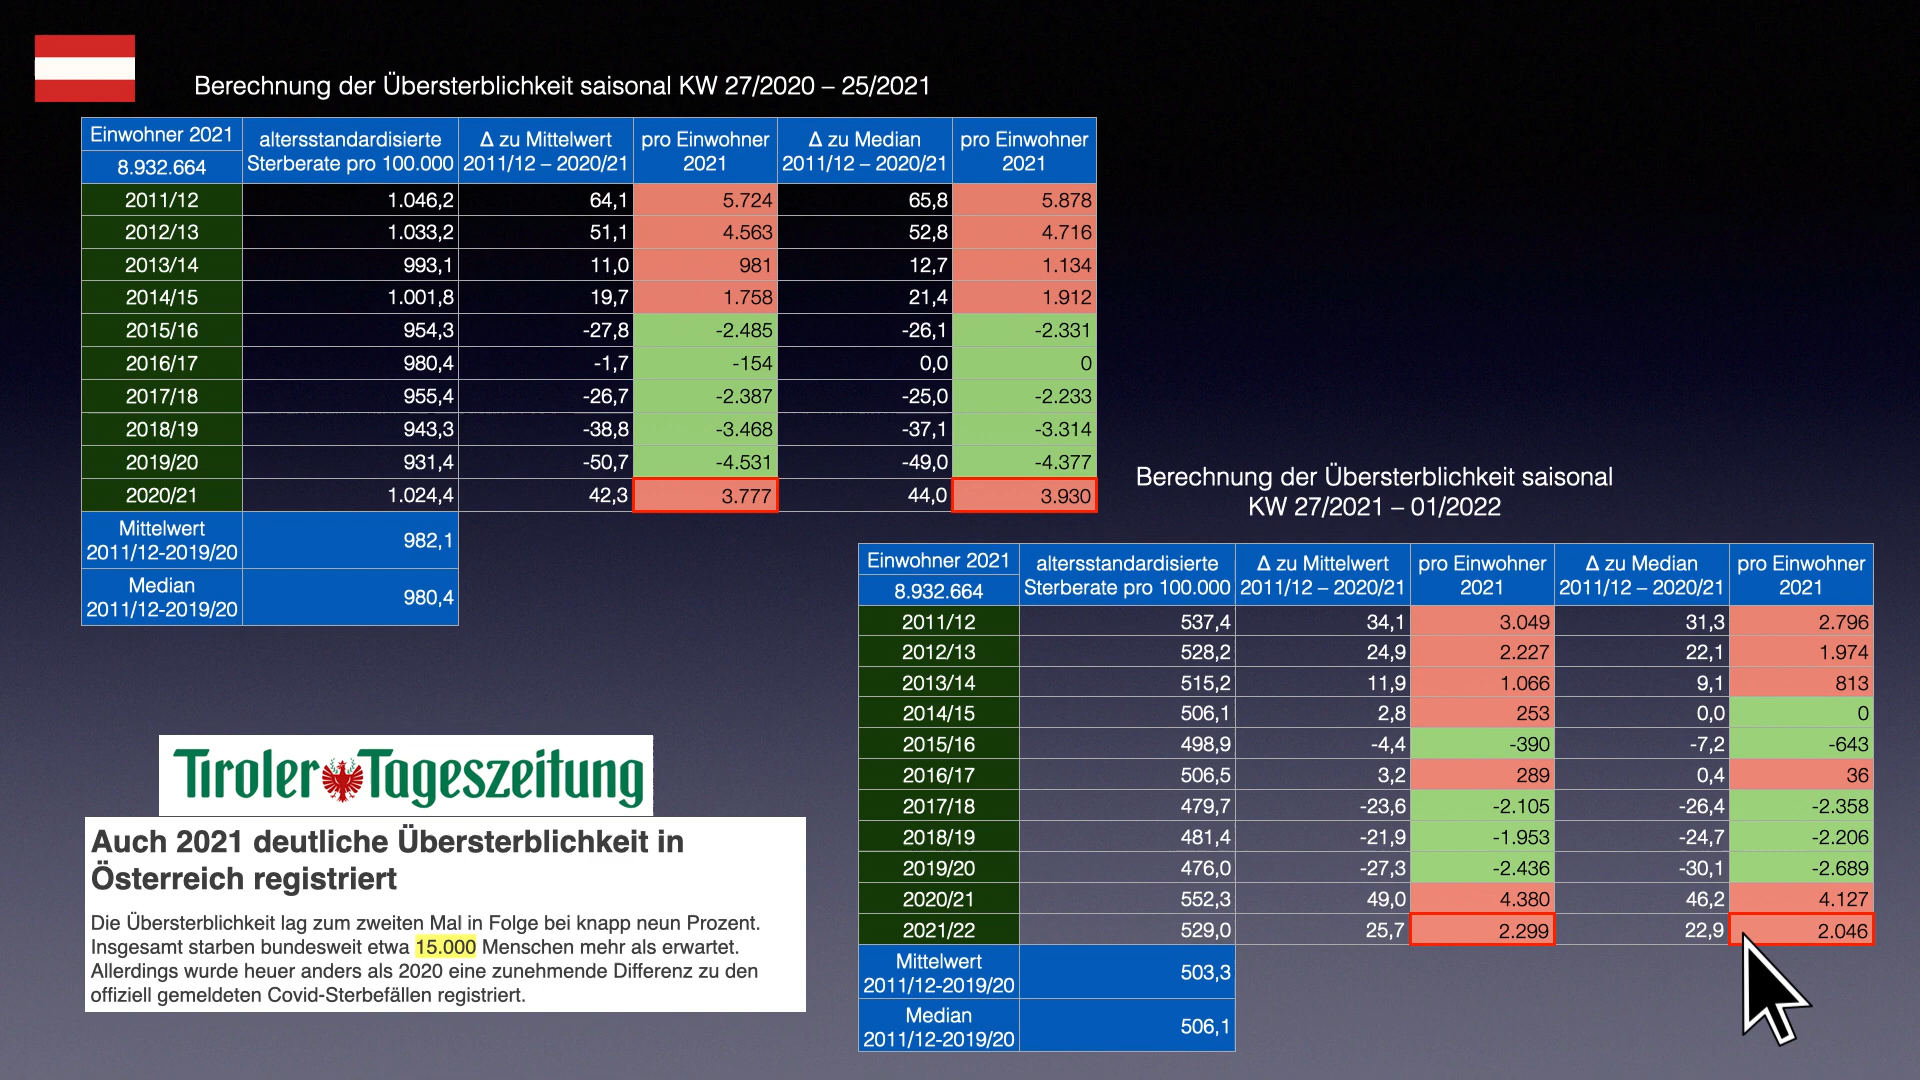 Berechnung der Übersterblichkeit saisonal KW 27/2020 – 25/2021
Einwohner 2021
8.932.664
altersstandardisierte
Sterberate pro 100.000
Δ zu Mittelwert
2011/12 – 2020/21
pro Einwohner
2021
Δ zu Median
2011/12 – 2020/21
pro Einwohner
2021
2011/12 1.046,2 64,1 5.724 65,8 5.878
2012/13 1.033,2 51,1 4.563 52,8 4.716
2013/14 993,1 11,0 981 12,7 1.134
2014/15 1.001,8 19,7 1.758 21,4 1.912
2015/16 954,3 -27,8 -2.485 -26,1 -2.331
2016/17 980,4 -1,7 -154 0,0 0
2017/18 955,4 -26,7 -2.387 -25,0 -2.233
2018/19 943,3 -38,8 -3.468 -37,1 -3.314
2019/20 931,4 -50,7 -4.531 -49,0 -4.377
2020/21 1.024,4 42,3 3.777 44,0 3.930
Mittelwert
2011/12-2019/20
982,1
Median
2011/12-2019/20
980,4
Berechnung der Übersterblichkeit saisonal
KW 27/2021 – 01/2022
Einwohner 2021
8.932.664
altersstandardisierte
Sterberate pro 100.000
Δ zu Mittelwert
2011/12 – 2020/21
pro Einwohner
2021
Δ zu Median
2011/12 – 2020/21
pro Einwohner
2021
2011/12 537,4 34,1 3.049 31,3 2.796
2012/13 528,2 24,9 2.227 22,1 1.974
2013/14 515,2 11,9 1.066 9,1 813
2014/15 506,1 2,8 253 0,0 0
2015/16 498,9 -4,4 -390 -7,2 -643
2016/17 506,5 3,2 289 0,4 36
2017/18 479,7 -23,6 -2.105 -26,4 -2.358
2018/19 481,4 -21,9 -1.953 -24,7 -2.206
2019/20 476,0 -27,3 -2.436 -30,1 -2.689
2020/21 552,3 49,0 4.380 46,2 4.127
2021/22 529,0 25,7 2.299 22,9 2.046
Mittelwert
2011/12-2019/20
503,3
Median
2011/12-2019/20
506,1
Tiroler Tageszeitung
Auch 2021 deutliche Übersterblichkeit in
Österreich registriert
Die Übersterblichkeit lag zum zweiten Mal in Folge bei knapp neun Prozent.
Insgesamt starben bundesweit etwa 15.000 Menschen mehr als erwartet.
Allerdings wurde heuer anders als 2020 eine zunehmende Differenz zu den
offiziell gemeldeten Covid-Sterbefällen registriert.